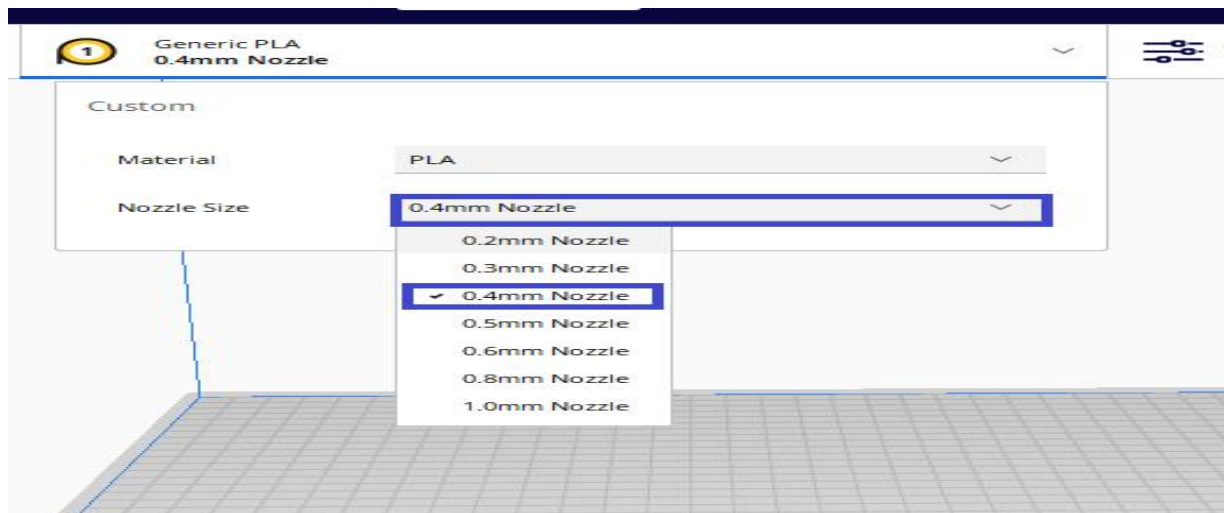 1
Generic PLA
0.4mm Nozzle
Custom
Material PLA
Nozzle Size 0.4mm Nozzle
0.2mm Nozzle
0.3mm Nozzle
✓ 0.4mm Nozzle
0.5mm Nozzle
0.6mm Nozzle
0.8mm Nozzle
1.0mm Nozzle